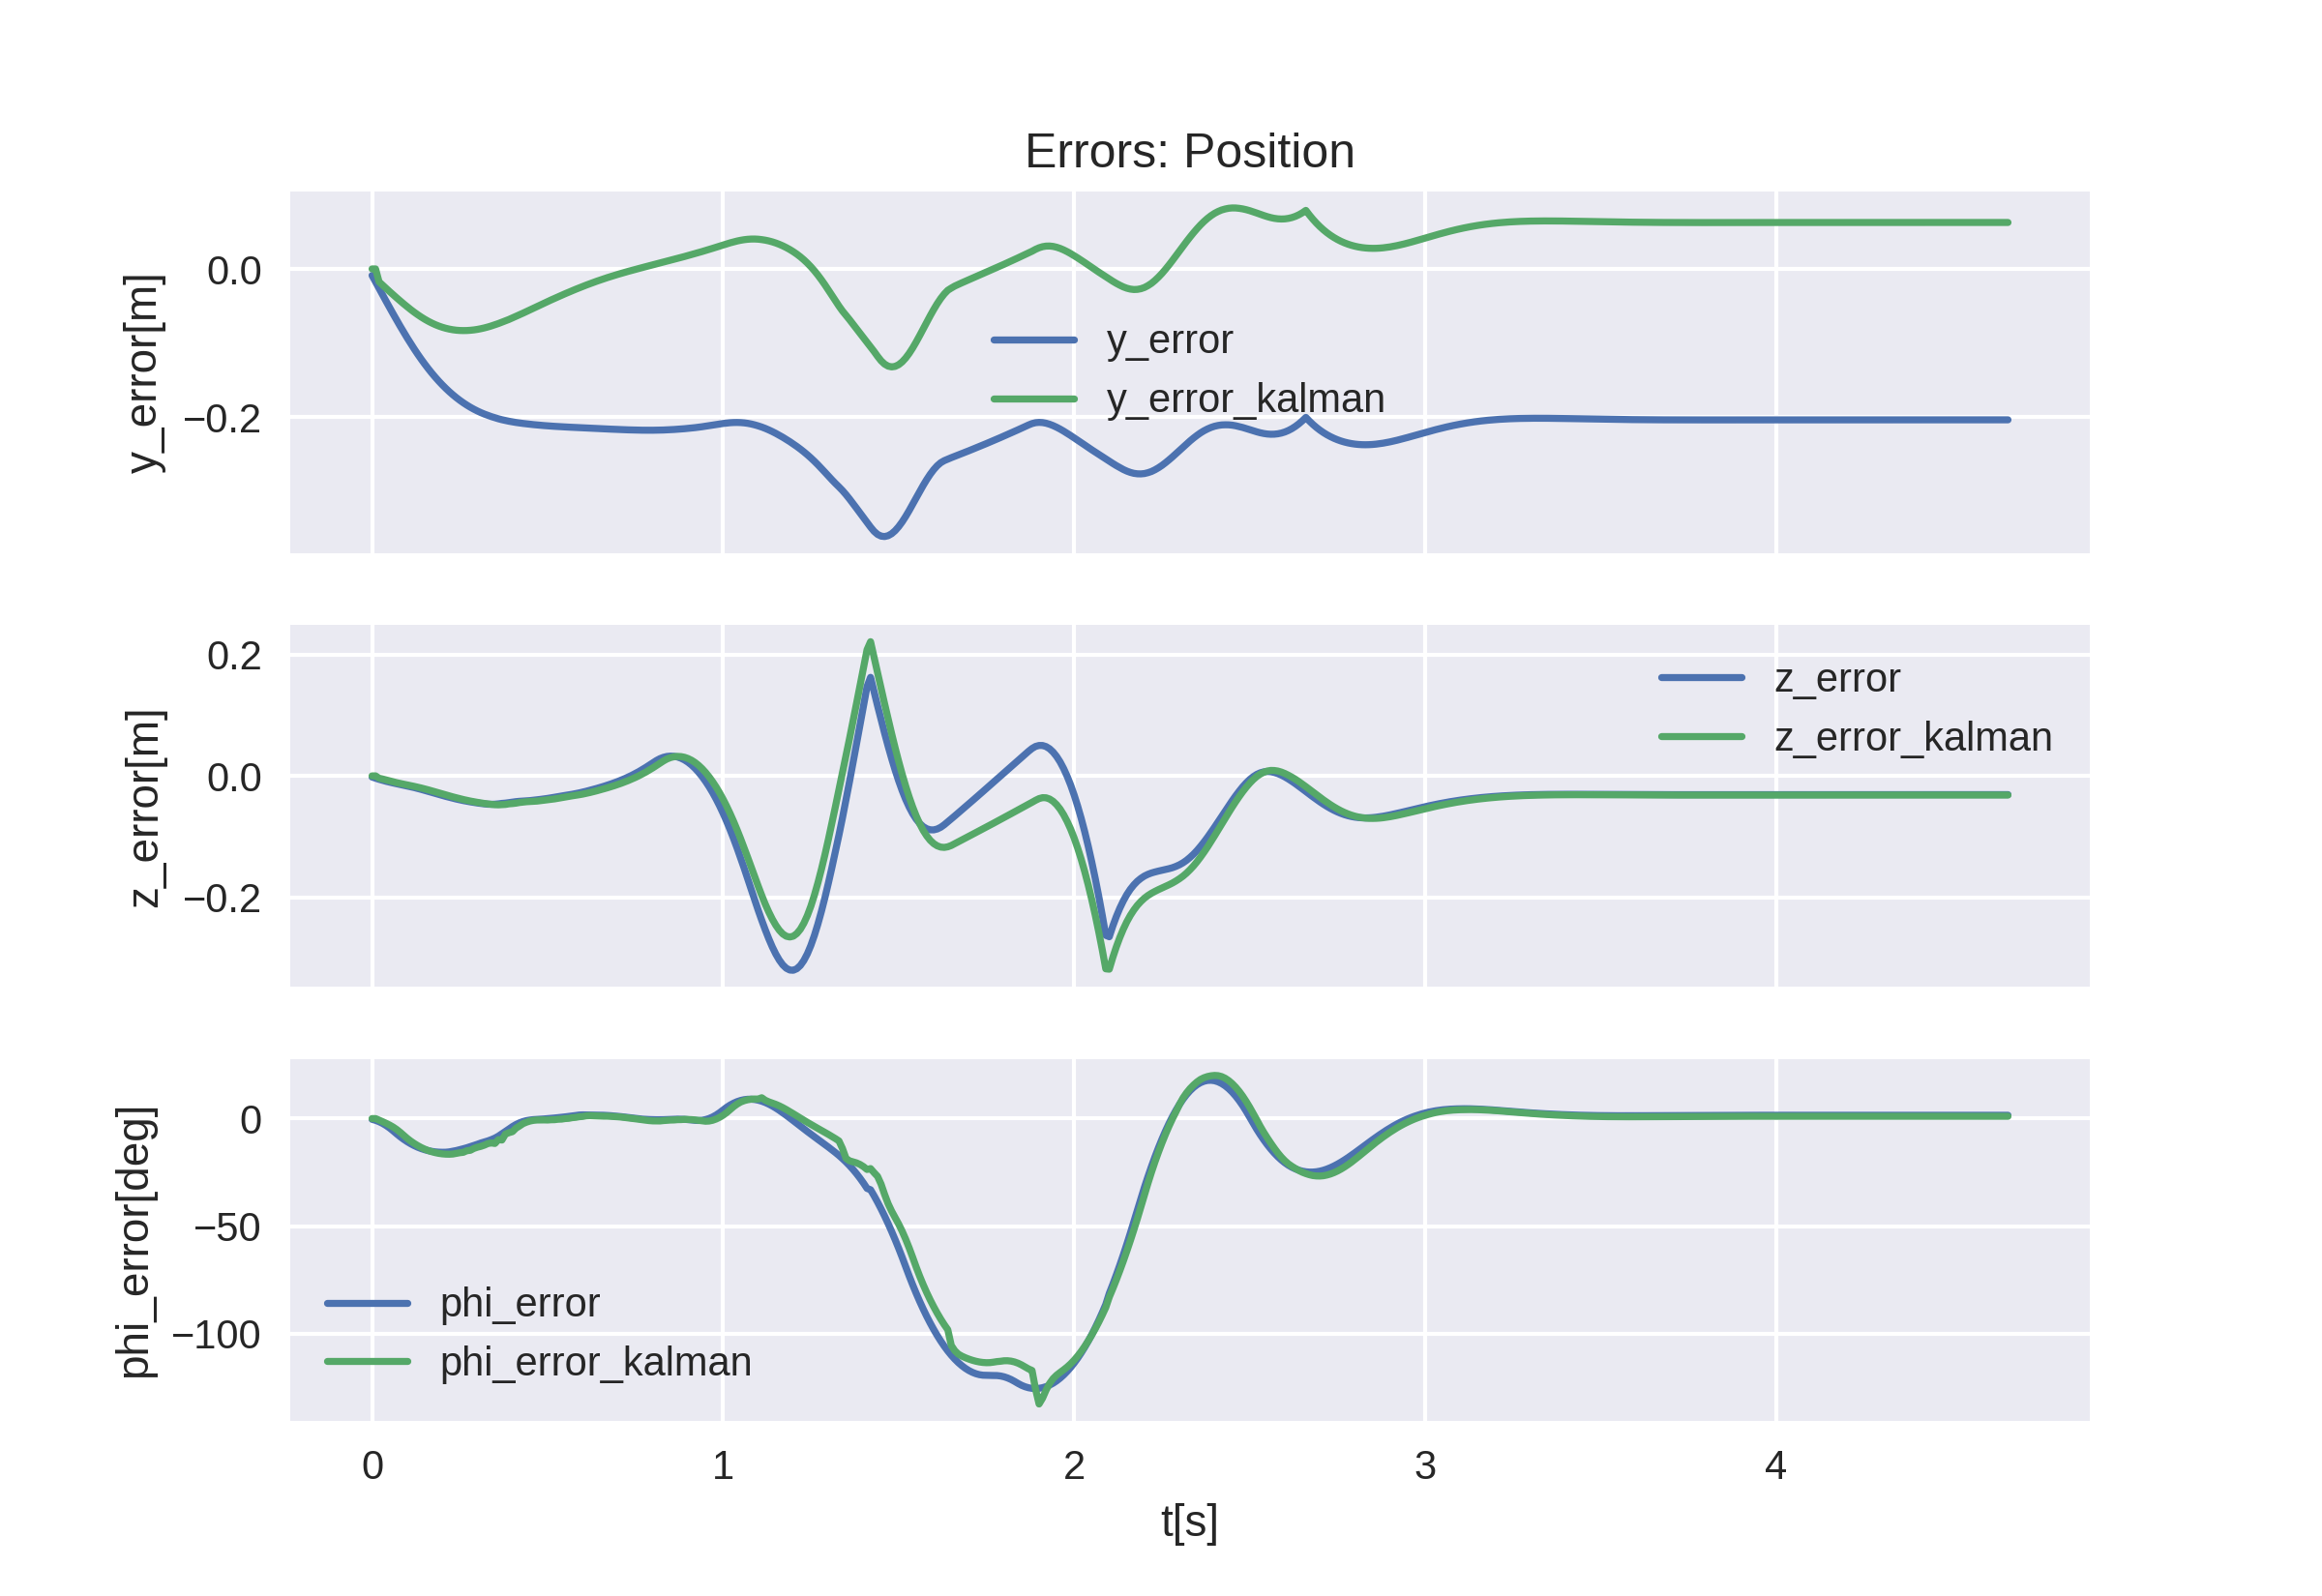 Errors: Position
y_error[m]
0.0
−0.2
y_error
y_error_kalman
z_error[m]
0.2
0.0
−0.2
z_error
z_error_kalman
phi_error[deg]
0
−50
−100
phi_error
phi_error_kalman
0 1 2 3 4
t[s]